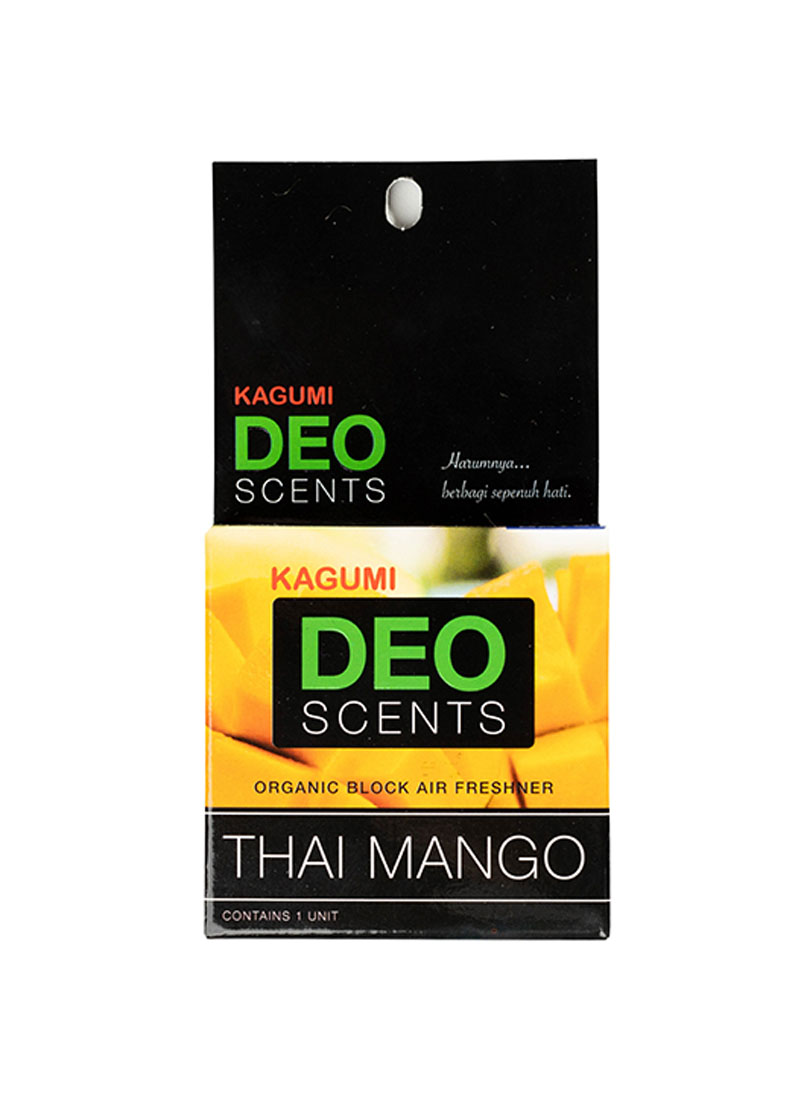 KAGUMI
DEO
SCENTS
Harumnya...
berbagi sepenuh hati.
KAGUMI
DEO
SCENTS
ORGANIC BLOCK AIR FRESHNER
THAI MANGO
CONTAINS 1 UNIT